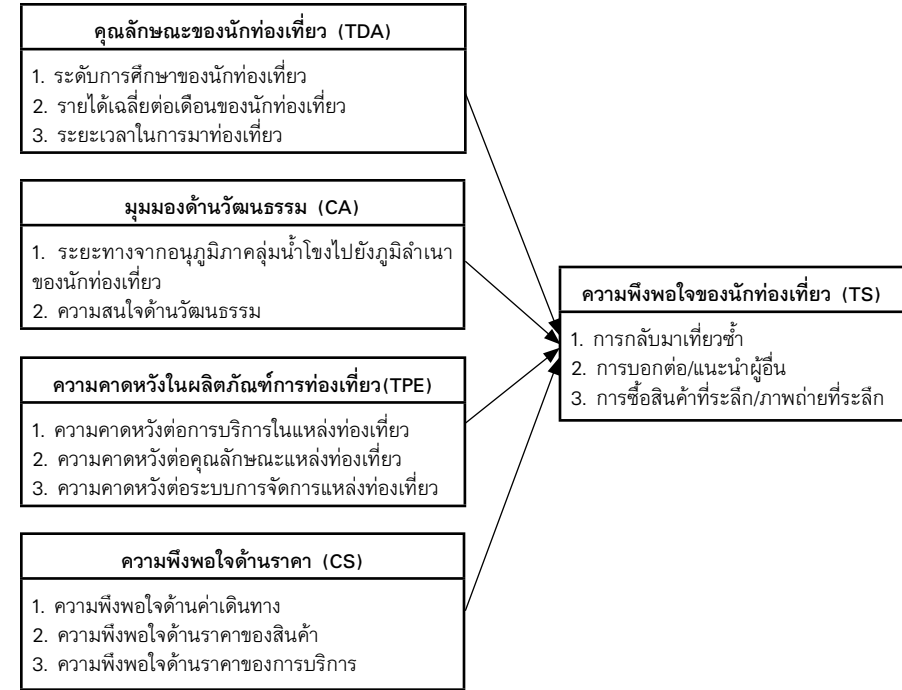 คุณลักษณะของนักท่องเที่ยว (TDA)
1. ระดับการศึกษาของนักท่องเที่ยว
2. รายได้เฉลี่ยต่อเดือนของนักท่องเที่ยว
3. ระยะเวลาในการมาท่องเที่ยว
มุมมองด้านวัฒนธรรม (CA)
1. ระยะทางจากอนุภูมิภาคลุ่มน้ำโขงไปยังภูมิลำเนา
ของนักท่องเที่ยว
2. ความสนใจด้านวัฒนธรรม
ความคาดหวังในผลิตภัณฑ์การท่องเที่ยว(TPE)
1. ความคาดหวังต่อการบริการในแหล่งท่องเที่ยว
2. ความคาดหวังต่อคุณลักษณะแหล่งท่องเที่ยว
3. ความคาดหวังต่อระบบการจัดการแหล่งท่องเที่ยว
ความพึงพอใจด้านราคา (CS)
1. ความพึงพอใจด้านค่าเดินทาง
2. ความพึงพอใจด้านราคาของสินค้า
3. ความพึงพอใจด้านราคาของการบริการ
ความพึงพอใจของนักท่องเที่ยว (TS)
1. การกลับมาเที่ยวซ้ำ
2. การบอกต่อ/แนะนำผู้อื่น
3. การซื้อสินค้าที่ระลึก/ภาพถ่ายที่ระลึก